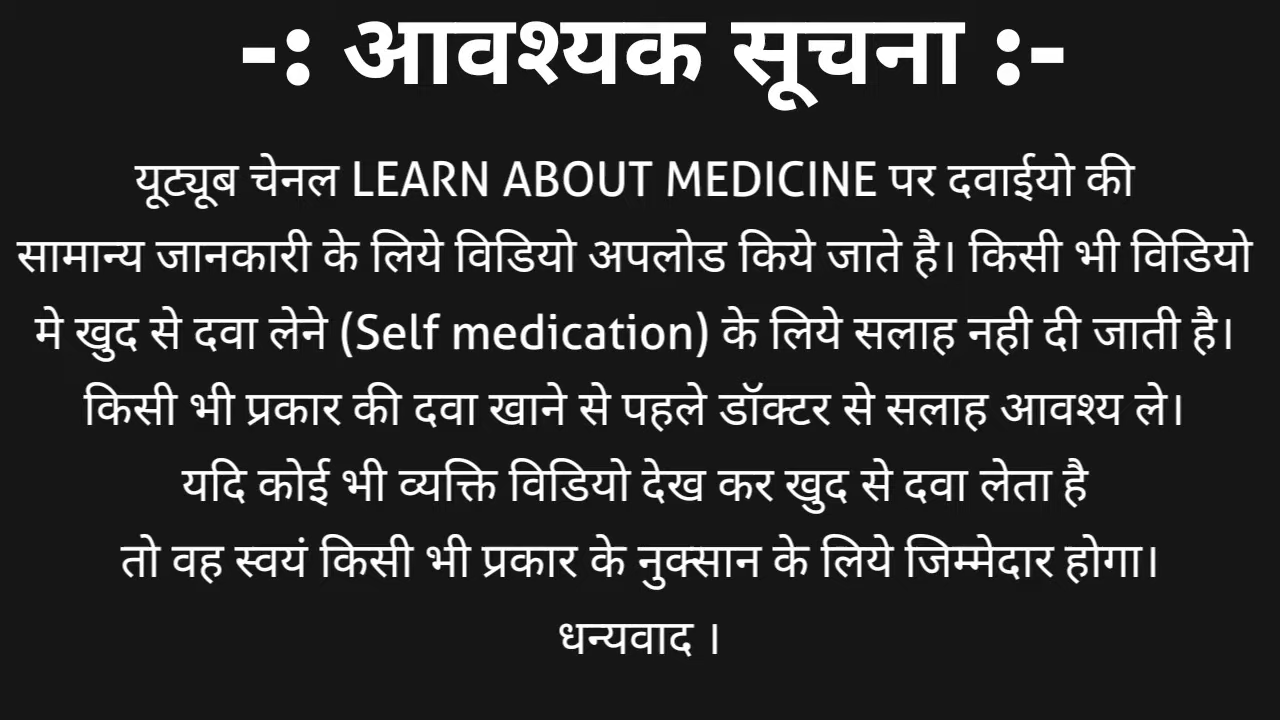 -: आवश्यक सूचना :-
यूट्यूब चेनल LEARN ABOUT MEDICINE पर दवाईयो की
सामान्य जानकारी के लिये विडियो अपलोड किये जाते है। किसी भी विडियो
मे खुद से दवा लेने (Self medication) के लिये सलाह नही दी जाती है।
किसी भी प्रकार की दवा खाने से पहले डॉक्टर से सलाह आवश्य ले।
यदि कोई भी व्यक्ति विडियो देख कर खुद से दवा लेता है
तो वह स्वयं किसी भी प्रकार के नुक्सान के लिये जिम्मेदार होगा।
धन्यवाद ।